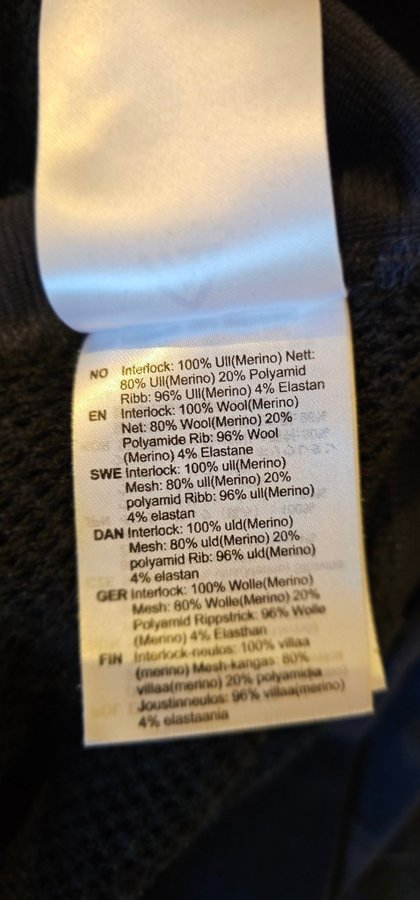 NO Interlock: 100% Ull(Merino) Nett:
80% Ull(Merino) 20% Polyamid
Ribb: 96% Ull(Merino) 4% Elastan
EN Interlock: 100% Wool(Merino)
Net: 80% Wool(Merino) 20%
Polyamide Rib: 96% Wool
(Merino) 4% Elastane
SWE Interlock: 100% ull(Merino)
Mesh: 80% ull(Merino) 20%
polyamid Ribb: 96% ull(Merino)
4% elastan
DAN Interlock: 100% uld(Merino)
Mesh: 80% uld(Merino) 20%
polyamid Rib: 96% uld(Merino)
4% elastan
GER Interlock: 100% Wolle(Merino)
Mesh: 80% Wolle(Merino) 20%
Polyamid Rippstrick: 96% Wolle
(Merino) 4% Elasthan
FIN Interlock-neulos: 100% villaa
(merino) Mesh-kangas: 80%
villaa(merino) 20% polyamidia
Joustinneulos: 96% villaa(merino)
4% elastaania